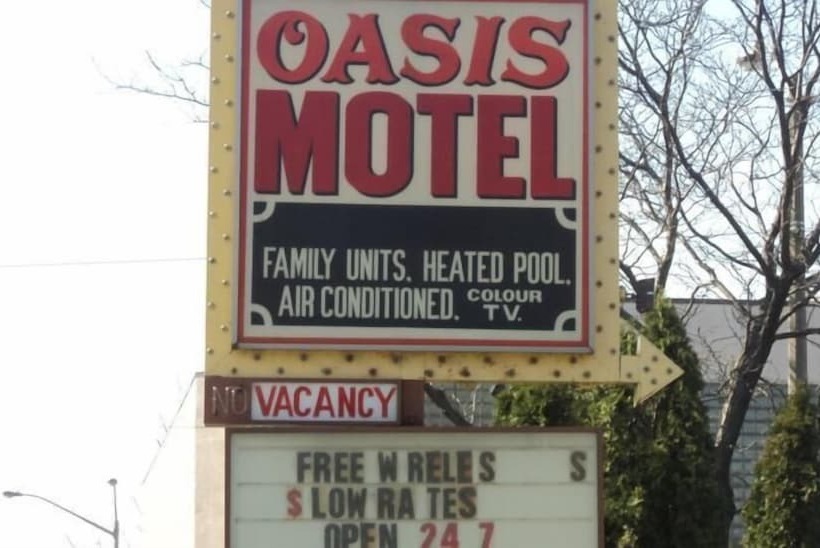 OASIS
MOTEL
FAMILY UNITS. HEATED POOL.
AIR CONDITIONED. COLOUR TV.
NO VACANCY
FREE W RELE S S
$ LOW RA TES
OPEN 24 7